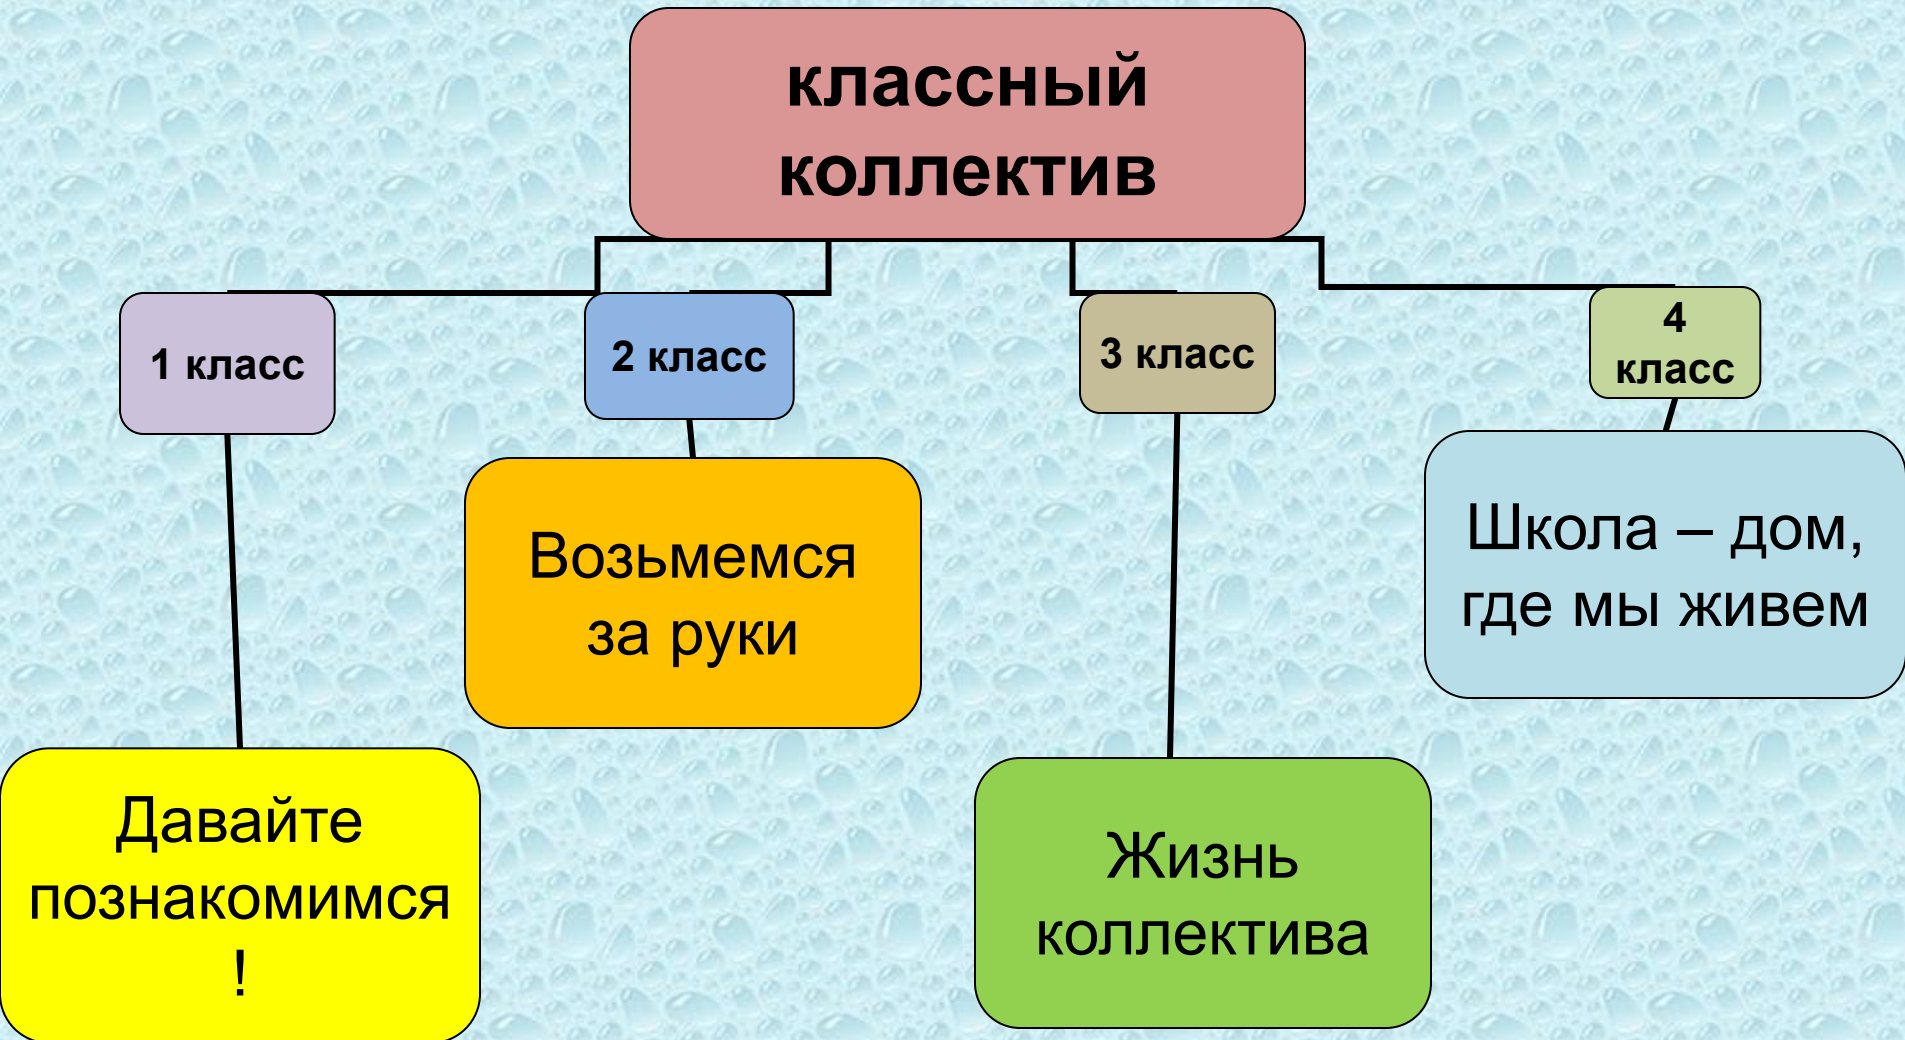 классный
коллектив
1 класс
2 класс
3 класс
4
класс
Давайте
познакомимся
!
Возьмемся
за руки
Жизнь
коллектива
Школа – дом,
где мы живем